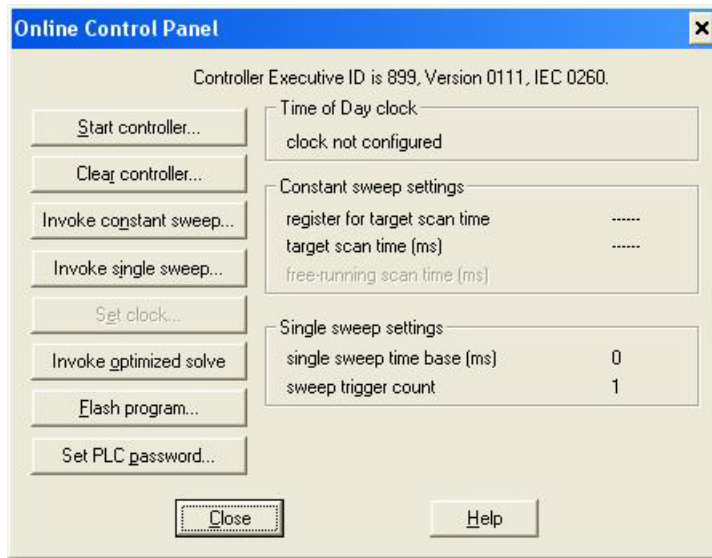 Online Control Panel
Controller Executive ID is 899, Version 0111, IEC 0260.
Start controller...
Clear controller...
Invoke constant sweep...
Invoke single sweep...
Set clock...
Invoke optimized solve
Flash program...
Set PLC password...
Time of Day clock
clock not configured
Constant sweep settings
register for target scan time ------
target scan time (ms) ------
free-running scan time (ms)
Single sweep settings
single sweep time base (ms) 0
sweep trigger count 1
Close
Help